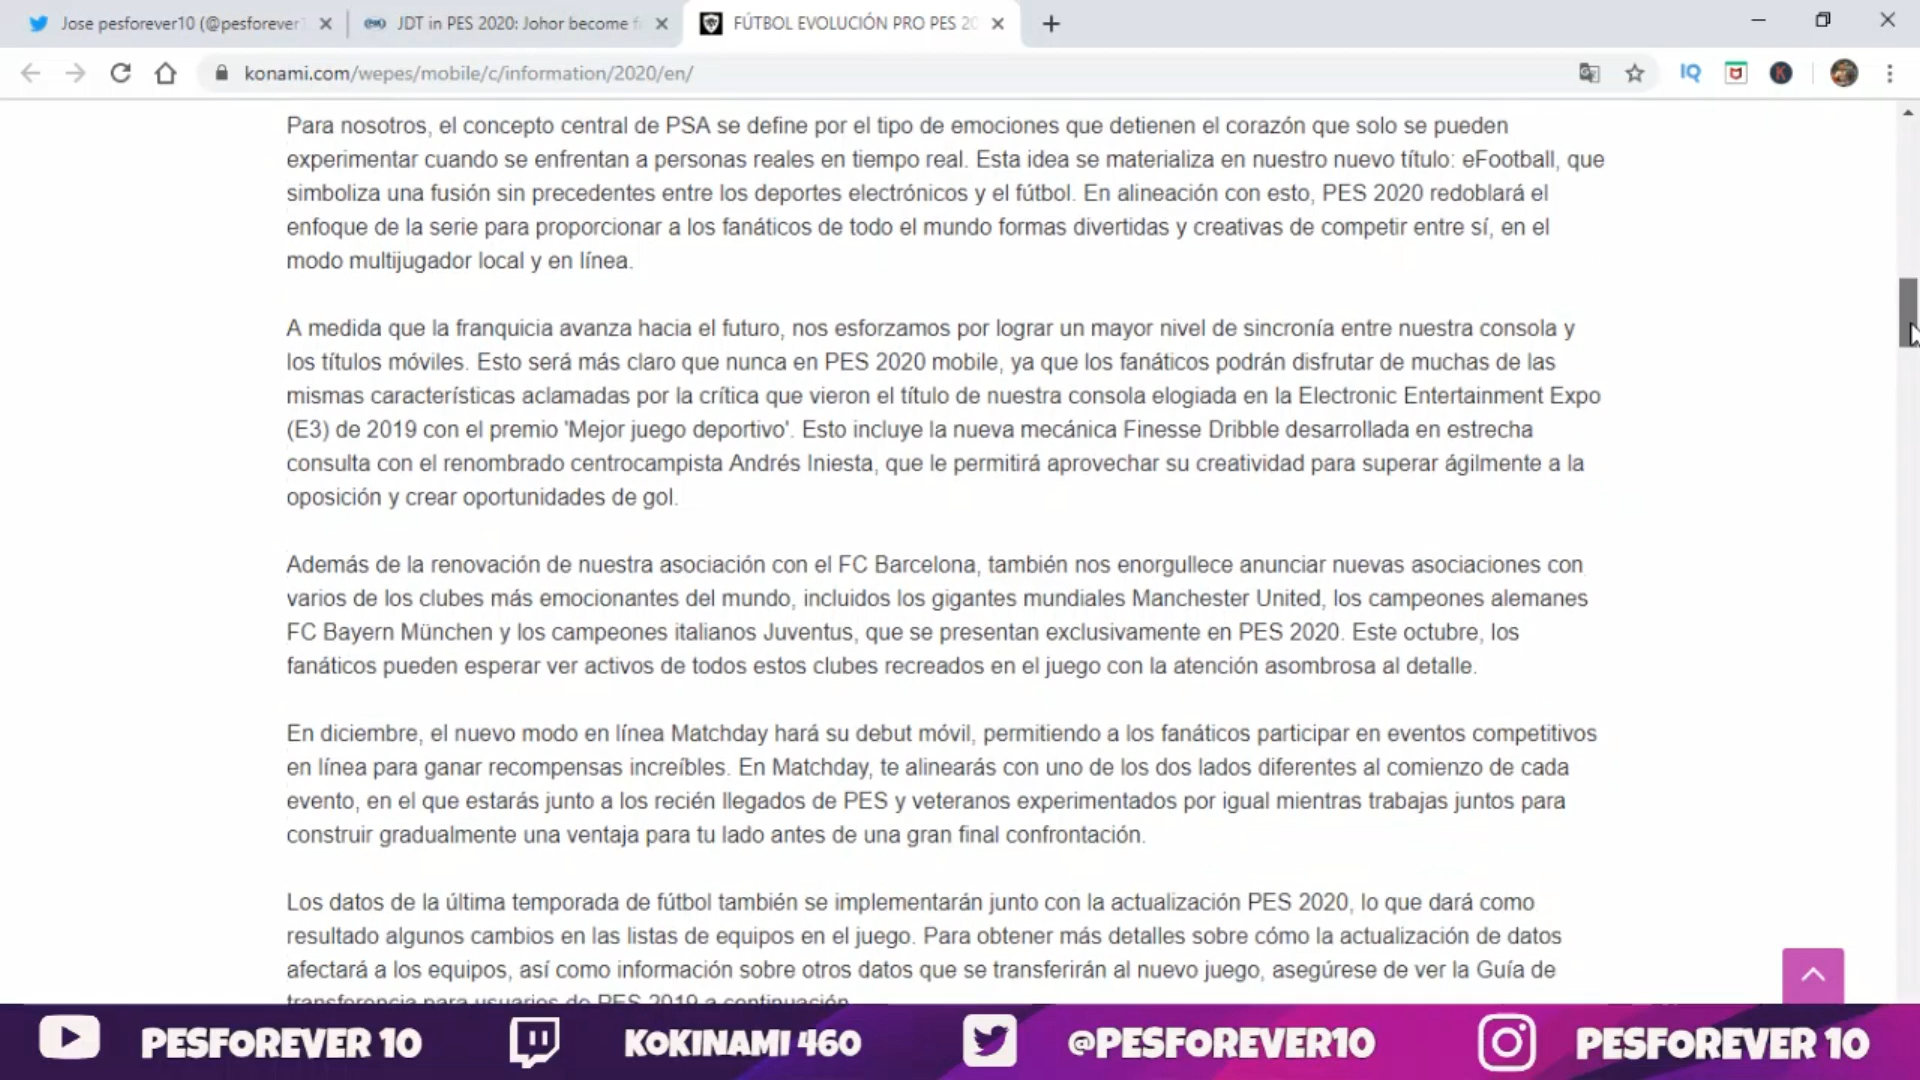 Jose pesforever10 (@pesforever
JDT in PES 2020: Johor become f
FÚTBOL EVOLUCIÓN PRO PES 20
konami.com/wepes/mobile/c/information/2020/en/
IQ
K
Para nosotros, el concepto central de PSA se define por el tipo de emociones que detienen el corazón que solo se pueden
experimentar cuando se enfrentan a personas reales en tiempo real. Esta idea se materializa en nuestro nuevo título: eFootball, que
simboliza una fusión sin precedentes entre los deportes electrónicos y el fútbol. En alineación con esto, PES 2020 redoblará el
enfoque de la serie para proporcionar a los fanáticos de todo el mundo formas divertidas y creativas de competir entre sí, en el
modo multijugador local y en línea.
A medida que la franquicia avanza hacia el futuro, nos esforzamos por lograr un mayor nivel de sincronía entre nuestra consola y
los títulos móviles. Esto será más claro que nunca en PES 2020 mobile, ya que los fanáticos podrán disfrutar de muchas de las
mismas características aclamadas por la crítica que vieron el título de nuestra consola elogiada en la Electronic Entertainment Expo
(E3) de 2019 con el premio 'Mejor juego deportivo'. Esto incluye la nueva mecánica Finesse Dribble desarrollada en estrecha
consulta con el renombrado centrocampista Andrés Iniesta, que le permitirá aprovechar su creatividad para superar ágilmente a la
oposición y crear oportunidades de gol.
Además de la renovación de nuestra asociación con el FC Barcelona, también nos enorgullece anunciar nuevas asociaciones con
varios de los clubes más emocionantes del mundo, incluidos los gigantes mundiales Manchester United, los campeones alemanes
FC Bayern München y los campeones italianos Juventus, que se presentan exclusivamente en PES 2020. Este octubre, los
fanáticos pueden esperar ver activos de todos estos clubes recreados en el juego con la atención asombrosa al detalle.
En diciembre, el nuevo modo en línea Matchday hará su debut móvil, permitiendo a los fanáticos participar en eventos competitivos
en línea para ganar recompensas increíbles. En Matchday, te alinearás con uno de los dos lados diferentes al comienzo de cada
evento, en el que estarás junto a los recién llegados de PES y veteranos experimentados por igual mientras trabajas juntos para
construir gradualmente una ventaja para tu lado antes de una gran final confrontación.
Los datos de la última temporada de fútbol también se implementarán junto con la actualización PES 2020, lo que dará como
resultado algunos cambios en las listas de equipos en el juego. Para obtener más detalles sobre cómo la actualización de datos
afectará a los equipos, así como información sobre otros datos que se transferirán al nuevo juego, asegúrese de ver la Guía de
transferencia para usuarios de PES 2019 a continuación
PESFOREVER 10
KOKINAMI 460
@PESFOREVER10
PESFOREVER 10